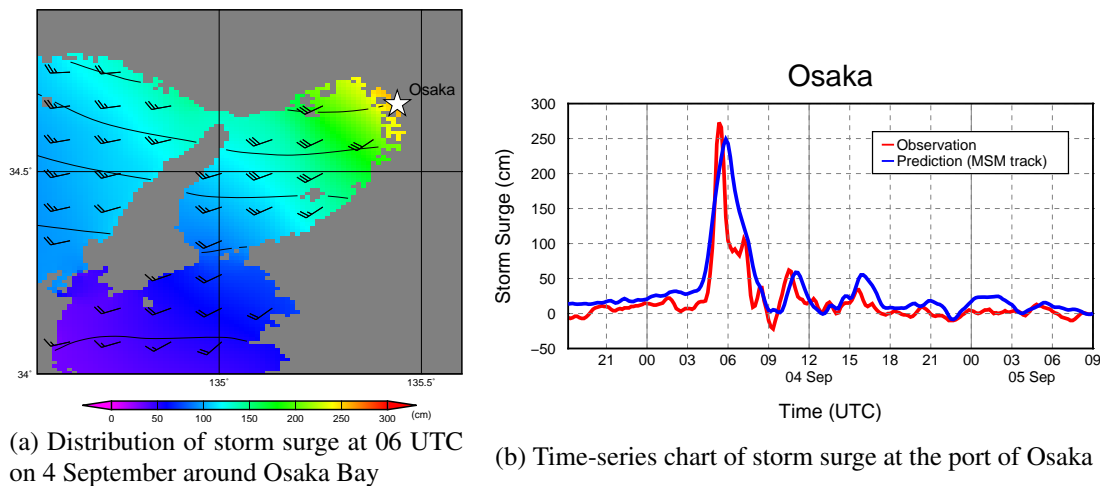 Osaka
34.5°
34°
135°
135.5°
(cm)
0 50 100 150 200 250 300
(a) Distribution of storm surge at 06 UTC
on 4 September around Osaka Bay
Osaka
Storm Surge (cm)
300
250
200
150
100
50
0
−50
Observation
Prediction (MSM track)
21 00 03 06 09 12 15 18 21 00 03 06 09
04 Sep 05 Sep
Time (UTC)
(b) Time-series chart of storm surge at the port of Osaka